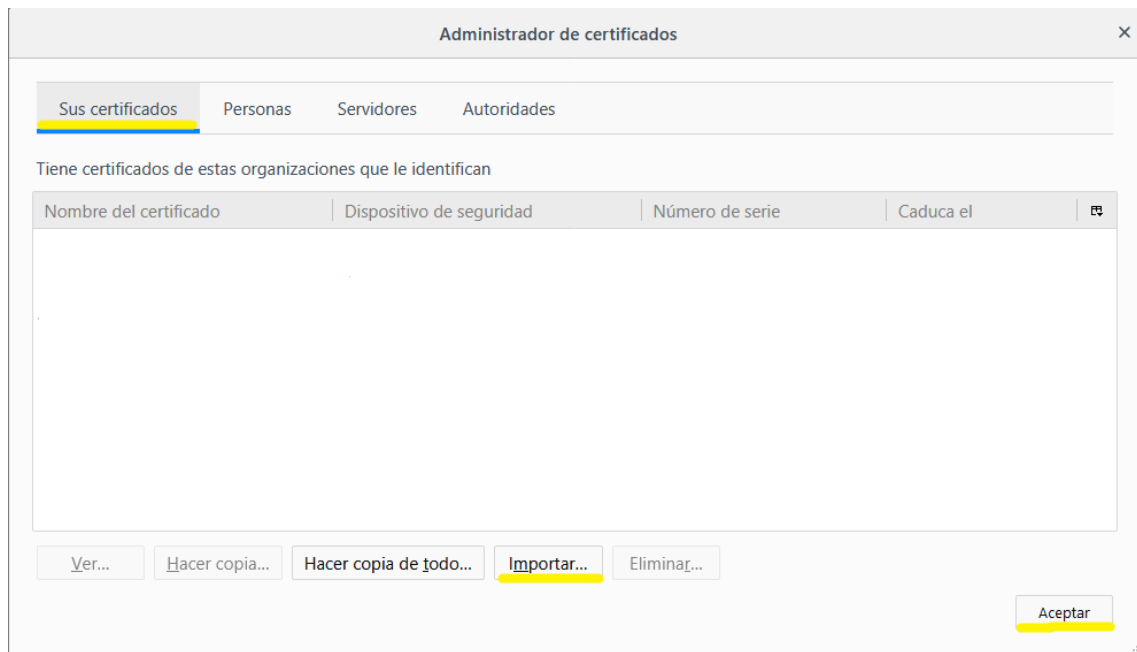 Administrador de certificados
Sus certificados Personas Servidores Autoridades
Tiene certificados de estas organizaciones que le identifican
Nombre del certificado Dispositivo de seguridad Número de serie Caduca el
Ver... Hacer copia... Hacer copia de todo... Importar... Eliminar...
Aceptar